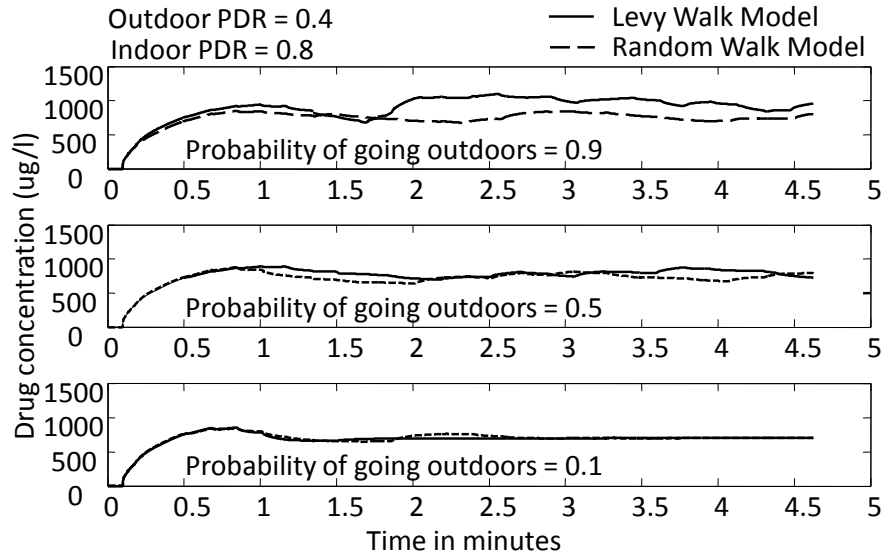 Outdoor PDR = 0.4
Indoor PDR = 0.8
Levy Walk Model
Random Walk Model
Drug concentration (ug/l)
1500
1000
500
0
Probability of going outdoors = 0.9
0 0.5 1 1.5 2 2.5 3 3.5 4 4.5 5
1500
1000
500
0
Probability of going outdoors = 0.5
0 0.5 1 1.5 2 2.5 3 3.5 4 4.5 5
1500
1000
500
0
Probability of going outdoors = 0.1
0 0.5 1 1.5 2 2.5 3 3.5 4 4.5 5
Time in minutes